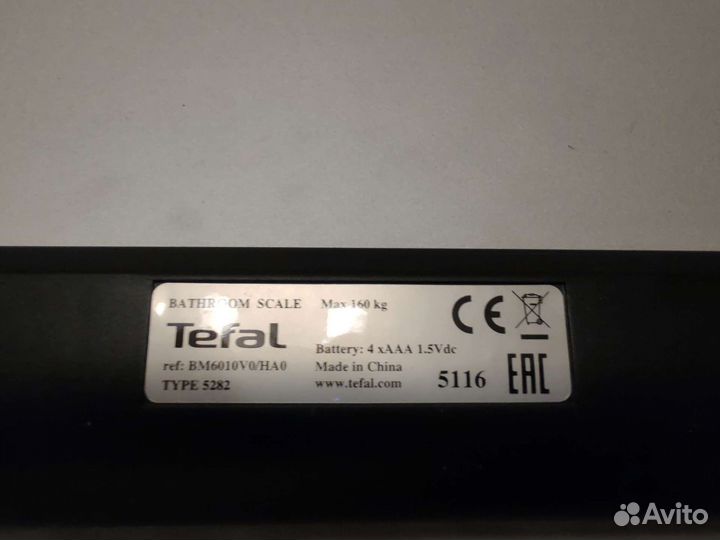 BATHROOM SCALE Max 160 kg
Tefal
Battery: 4 xAAA 1.5Vdc
ref: BM6010V0/HA0 Made in China
TYPE 5282 www.tefal.com 5116
CE
EAC
Avito